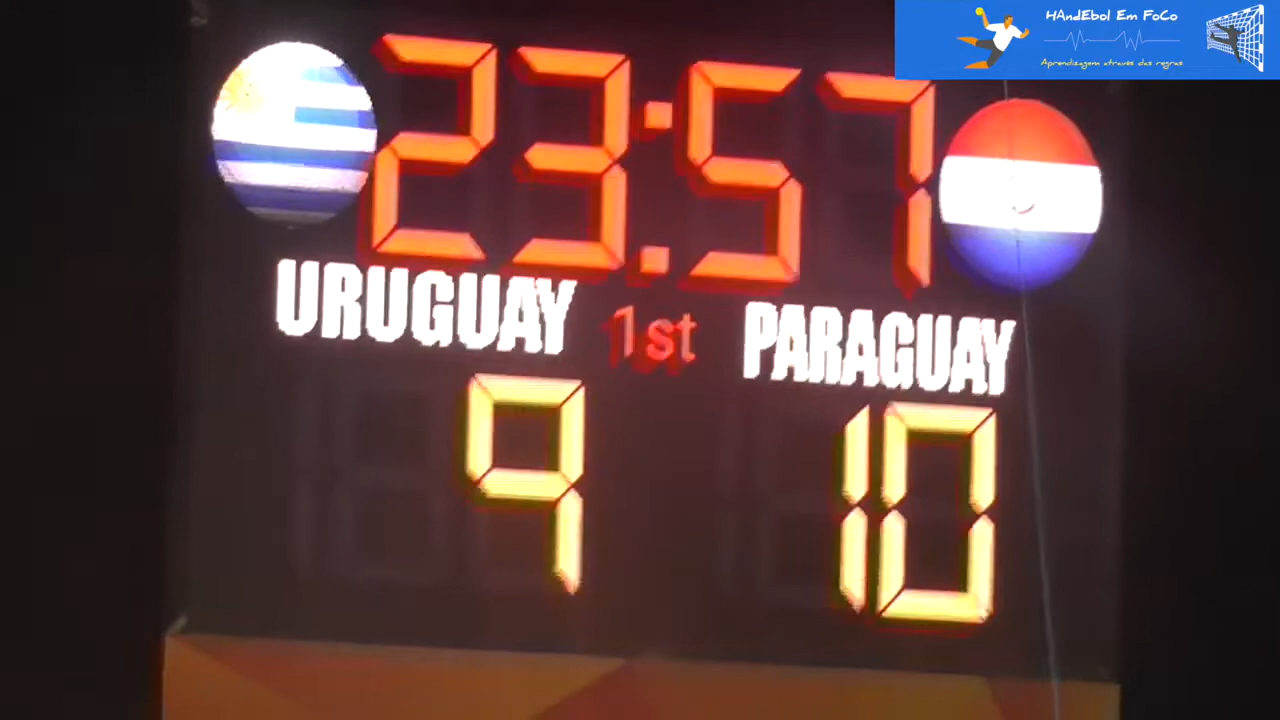 HAndEbol Em FoCo
Aprendizagem através das regras
23:57
URUGUAY 1st PARAGUAY
9 10